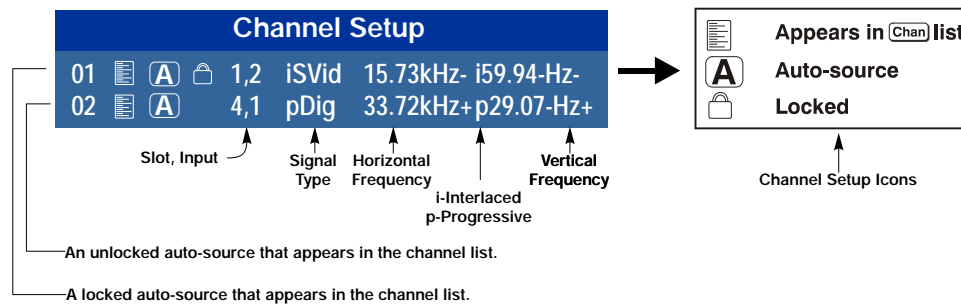 Channel Setup
01 A 1,2 iSVid 15.73kHz- i59.94-Hz-
02 A 4,1 pDig 33.72kHz+p29.07-Hz+
Slot, Input
Signal Type
Horizontal Frequency
i-Interlaced
p-Progressive
Vertical Frequency
An unlocked auto-source that appears in the channel list.
A locked auto-source that appears in the channel list.
Appears in Chan list
A Auto-source
Locked
Channel Setup Icons